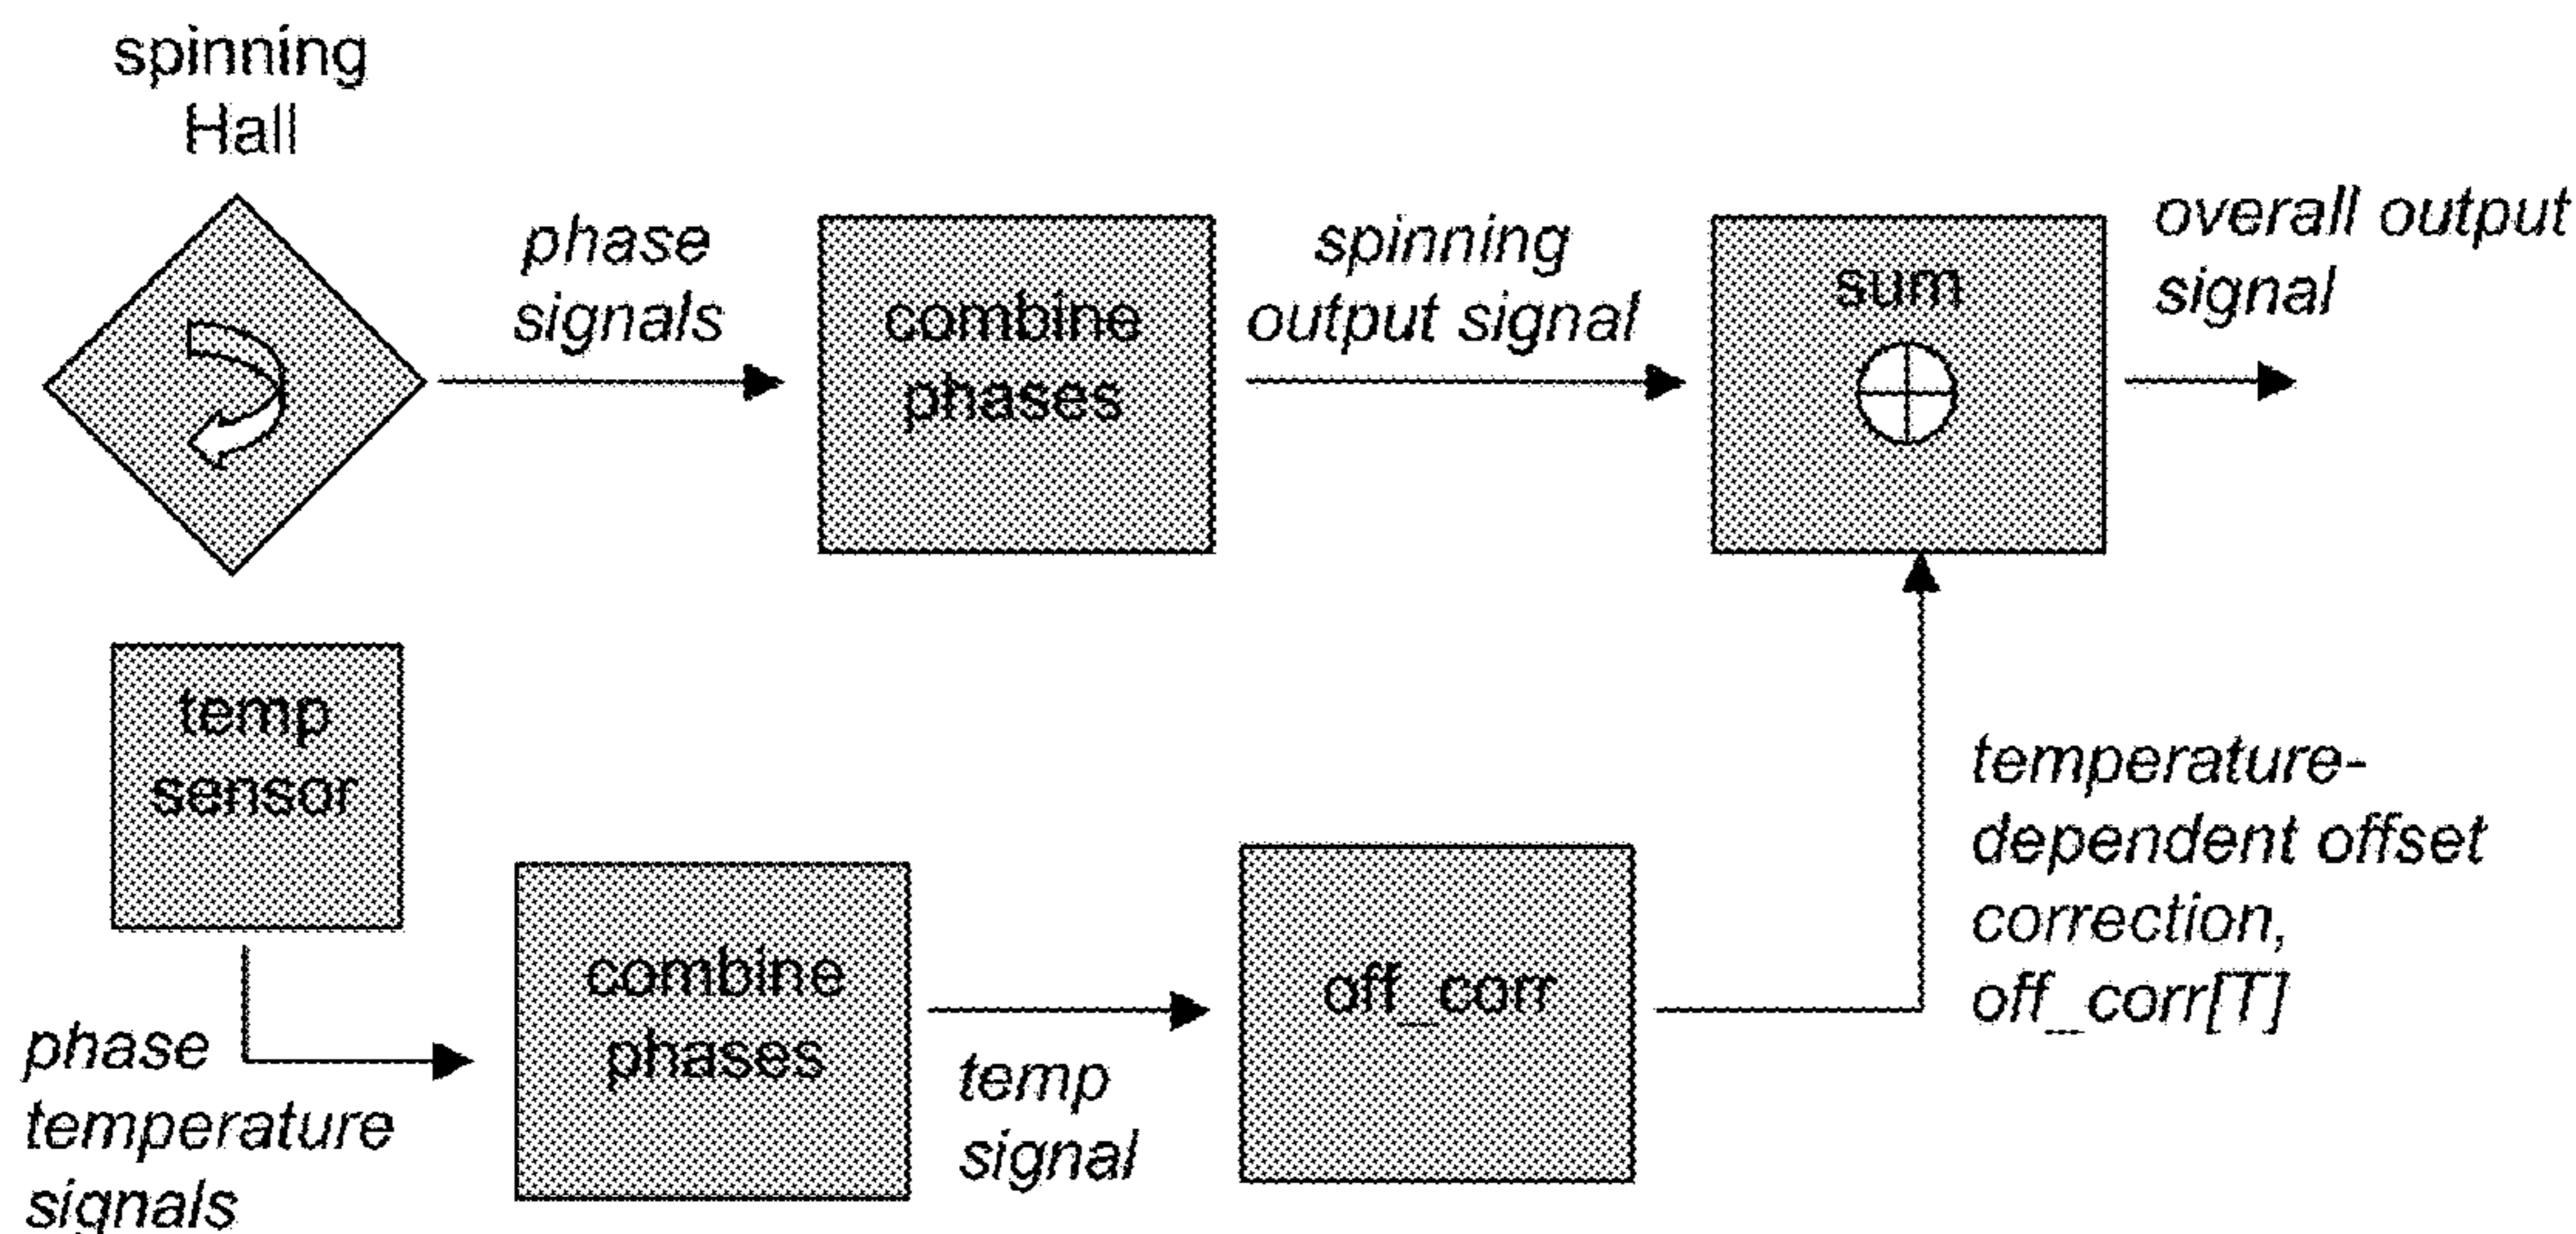 spinning
Hall
phase
signals
combine
phases
spinning
output signal
sum
overall output
signal
temp
sensor
phase
temperature
signals
combine
phases
temp
signal
off_corr
temperature-
dependent offset
correction,
off_corr[T]